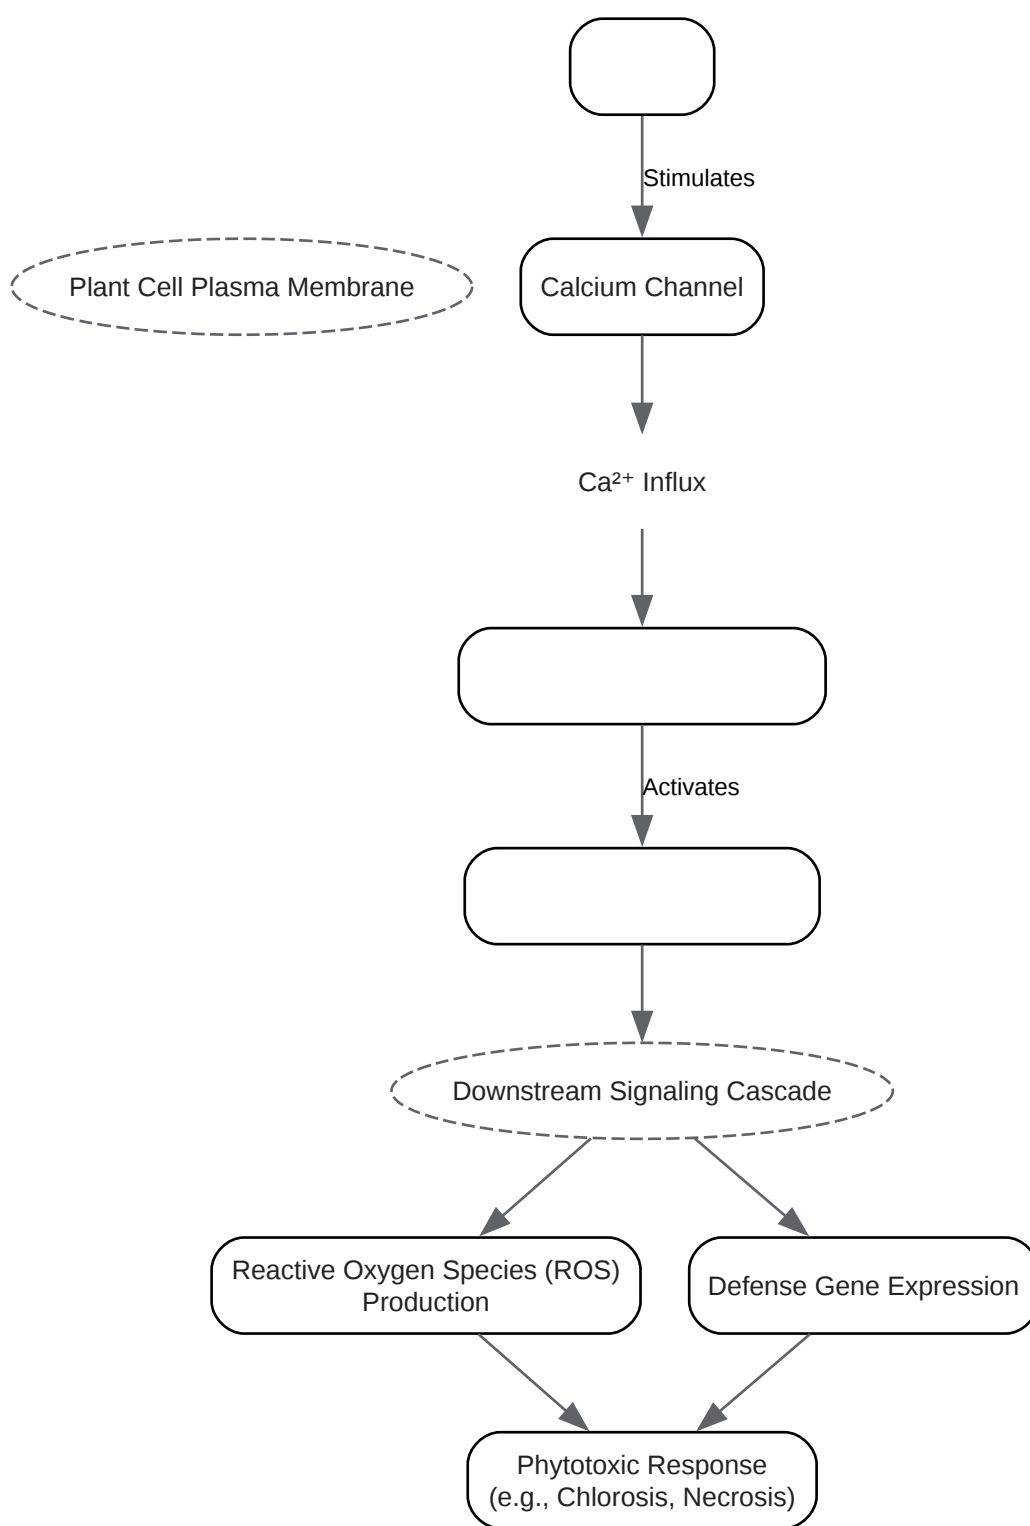 Stimulates
Plant Cell Plasma Membrane
Calcium Channel
Ca²⁺ Influx
Activates
Downstream Signaling Cascade
Reactive Oxygen Species (ROS)
Production
Defense Gene Expression
Phytotoxic Response
(e.g., Chlorosis, Necrosis)